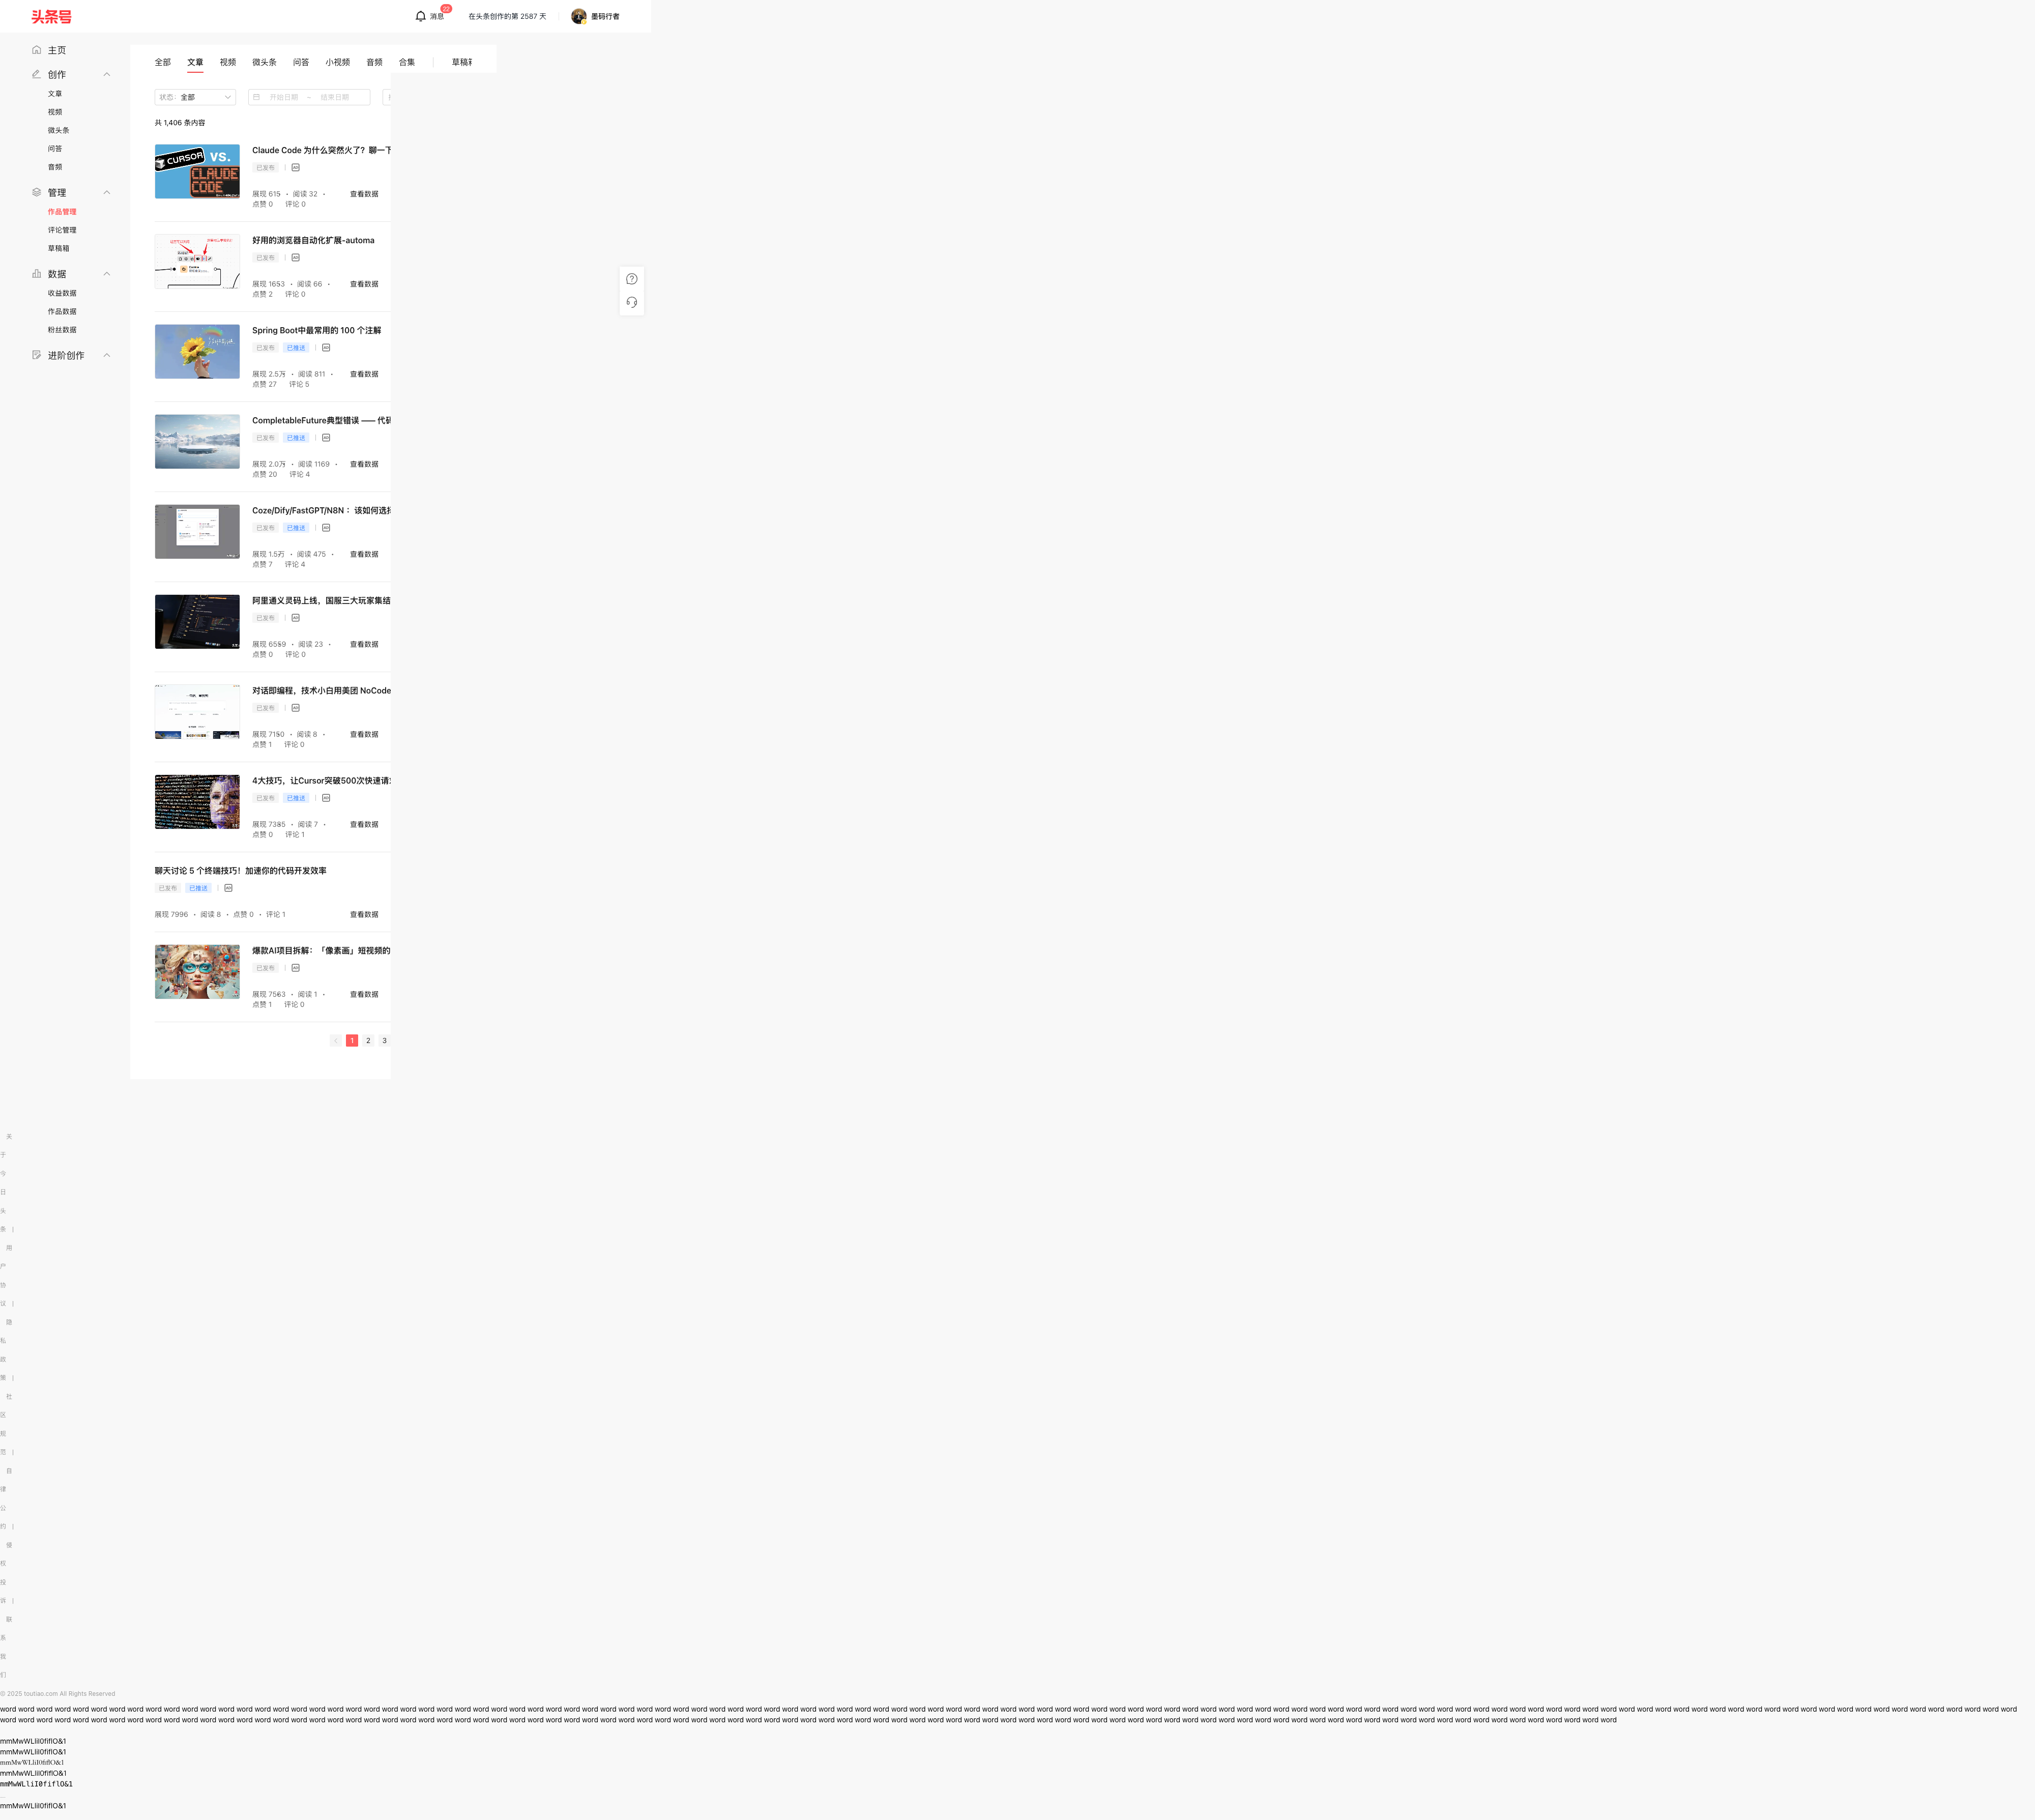 头条号
消息
22
在头条创作的第 2587 天
墨码行者
主页
创作
文章
视频
微头条
问答
音频
管理
作品管理
评论管理
草稿箱
数据
收益数据
作品数据
粉丝数据
进阶创作
全部 文章 视频 微头条 问答 小视频 音频 合集 草稿箱
状态: 全部
开始日期 ~ 结束日期
共 1,406 条内容
CURSOR VS. CLAUDE CODE
Claude Code 为什么突然火了？聊一下
已发布
展现 615 · 阅读 32 ·
点赞 0 评论 0
查看数据
好用的浏览器自动化扩展-automa
已发布
展现 1653 · 阅读 66 ·
点赞 2 评论 0
查看数据
Spring Boot中最常用的 100 个注解
已发布 已推送
展现 2.5万 · 阅读 811 ·
点赞 27 评论 5
查看数据
CompletableFuture典型错误 —— 代码
已发布 已推送
展现 2.0万 · 阅读 1169 ·
点赞 20 评论 4
查看数据
Coze/Dify/FastGPT/N8N ：该如何选择
已发布 已推送
展现 1.5万 · 阅读 475 ·
点赞 7 评论 4
查看数据
阿里通义灵码上线，国服三大玩家集结
已发布
展现 6559 · 阅读 23 ·
点赞 0 评论 0
查看数据
对话即编程，技术小白用美团 NoCode
已发布
展现 7150 · 阅读 8 ·
点赞 1 评论 0
查看数据
4大技巧，让Cursor突破500次快速请求
已发布 已推送
展现 7385 · 阅读 7 ·
点赞 0 评论 1
查看数据
聊天讨论 5 个终端技巧！加速你的代码开发效率
已发布 已推送
展现 7996 · 阅读 8 · 点赞 0 · 评论 1
查看数据
爆款AI项目拆解：「像素画」短视频的
已发布
展现 7563 · 阅读 1 ·
点赞 1 评论 0
查看数据
1 2 3
关
于
今
日
头
条 |
用
户
协
议 |
隐
私
政
策 |
社
区
规
范 |
自
律
公
约 |
侵
权
投
诉 |
联
系
我
们
© 2025 toutiao.com All Rights Reserved
word word word word word word word word word word word word word word word word word word word word word word word word word word word word word word word word word word word word word word word word word word word word word word word word word word word word word word word word word word word word word word word word word word word word word word word word word word word word word word word word word word word word word word word word word word word word word word word word word word word word word word word word word word word
word word word word word word word word word word word word word word word word word word word word word word word word word word word word word word word word word word word word word word word word word word word word word word word word word word word word word word word word word word word word word word word word word word word word word word word word word word word word word word word word word word word word
mmMwWLliI0fiflO&1
mmMwWLliI0fiflO&1
mmMwWLliI0fiflO&1
mmMwWLliI0fiflO&1
mmMwWLliI0fiflO&1
mmMwWLliI0fiflO&1